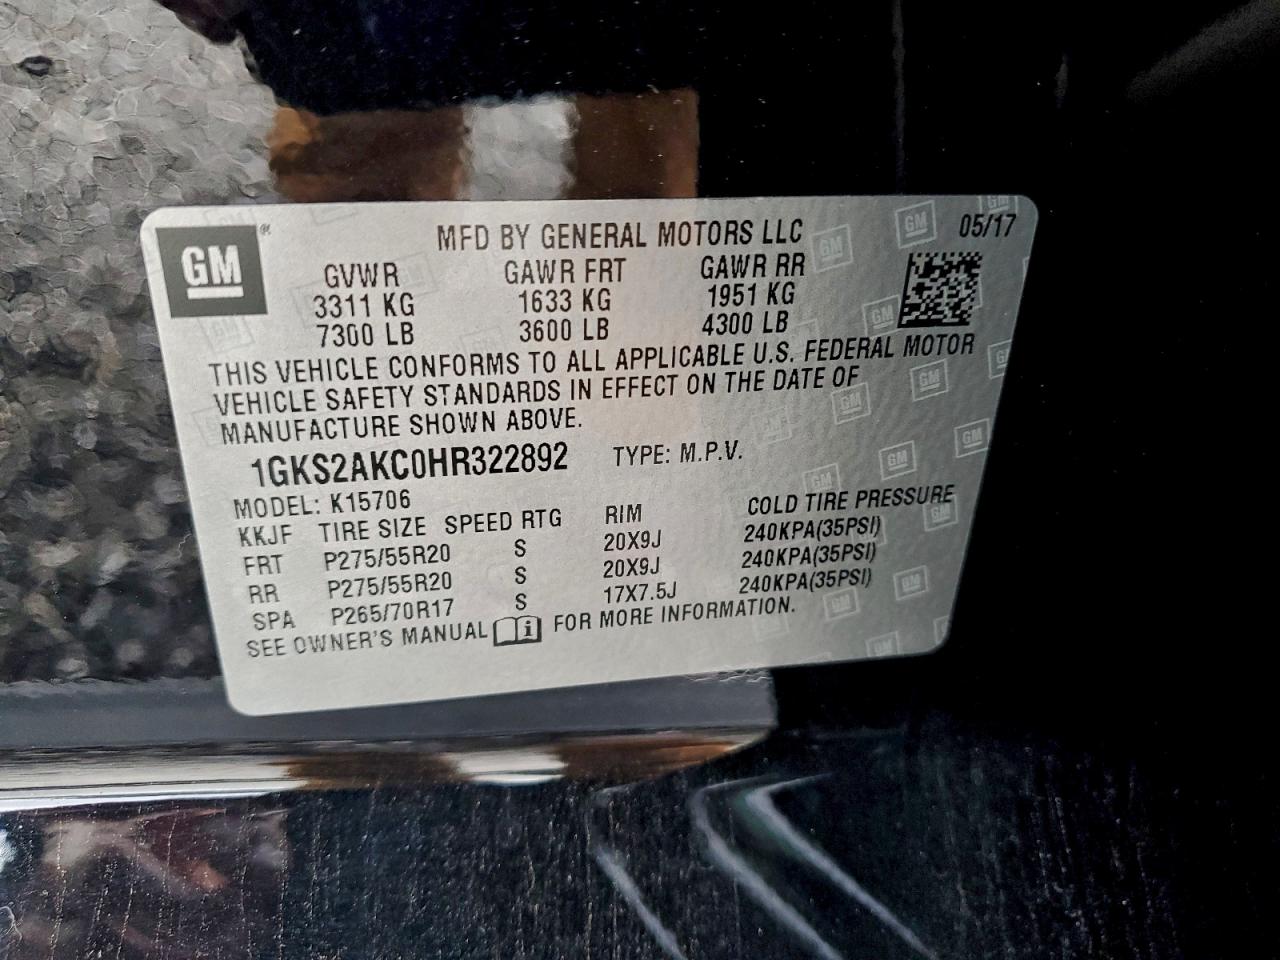 GM
®
MFD BY GENERAL MOTORS LLC
05/17
GVWR GAWR FRT GAWR RR
3311 KG 1633 KG 1951 KG
7300 LB 3600 LB 4300 LB
THIS VEHICLE CONFORMS TO ALL APPLICABLE U.S. FEDERAL MOTOR
VEHICLE SAFETY STANDARDS IN EFFECT ON THE DATE OF
MANUFACTURE SHOWN ABOVE.
1GKS2AKC0HR322892 TYPE: M.P.V.
MODEL: K15706
KKJF TIRE SIZE SPEED RTG RIM COLD TIRE PRESSURE
FRT P275/55R20 S 20X9J 240KPA(35PSI)
RR P275/55R20 S 20X9J 240KPA(35PSI)
SPA P265/70R17 S 17X7.5J 240KPA(35PSI)
SEE OWNER'S MANUAL i FOR MORE INFORMATION.